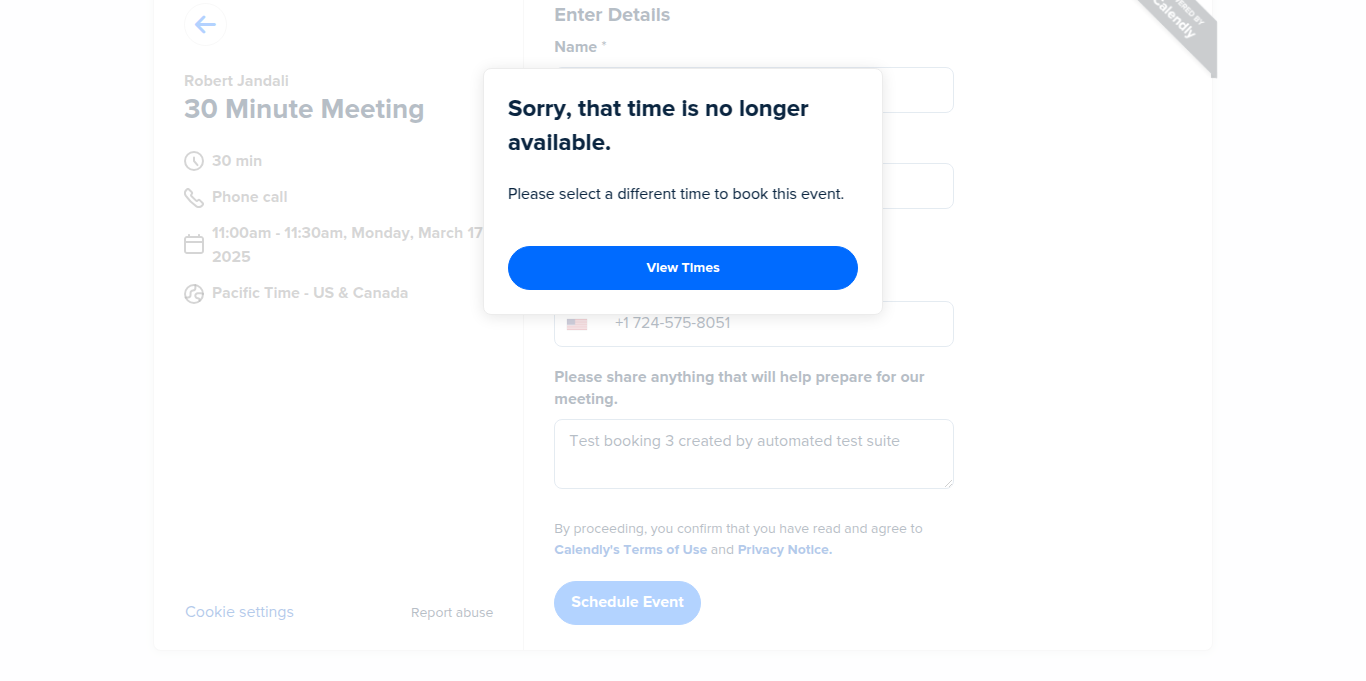 Enter Details
Name *
POWERED BY
Calendly
Robert Jandali
30 Minute Meeting
30 min
Phone call
11:00am - 11:30am, Monday, March 17
2025
Pacific Time - US & Canada
Sorry, that time is no longer
available.
Please select a different time to book this event.
View Times
+1 724-575-8051
Please share anything that will help prepare for our
meeting.
Test booking 3 created by automated test suite
By proceeding, you confirm that you have read and agree to
Calendly's Terms of Use and Privacy Notice.
Schedule Event
Cookie settings
Report abuse